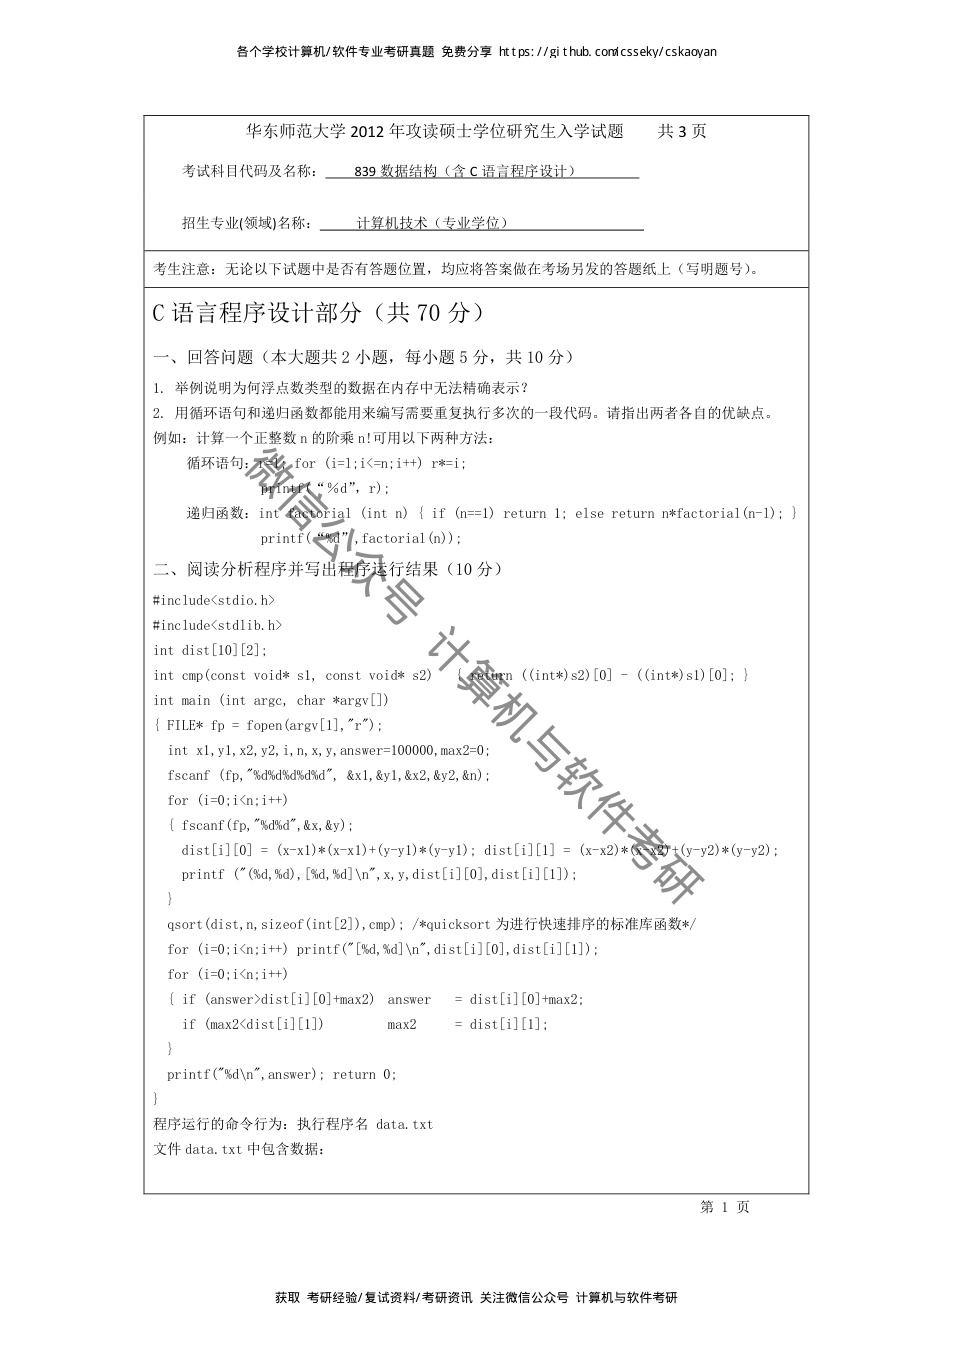 各个学校计算机/软件专业考研真题 免费分享 https://github.com/csseky/cskaoyan
华东师范大学 2012 年攻读硕士学位研究生入学试题 共 3 页
考试科目代码及名称： 839 数据结构（含 C 语言程序设计）
招生专业(领域)名称： 计算机技术（专业学位）
考生注意：无论以下试题中是否有答题位置，均应将答案做在考场另发的答题纸上（写明题号）。
C 语言程序设计部分（共 70 分）
一、回答问题（本大题共 2 小题，每小题 5 分，共 10 分）
1. 举例说明为何浮点数类型的数据在内存中无法精确表示？
2. 用循环语句和递归函数都能用来编写需要重复执行多次的一段代码。请指出两者各自的优缺点。
例如：计算一个正整数 n 的阶乘 n!可用以下两种方法：
循环语句：r=1; for (i=1;i<=n;i++) r*=i;
printf(“％d”, r);
递归函数：int factorial (int n) { if (n==1) return 1; else return n*factorial(n-1); }
printf(“%d”,factorial(n));
二、阅读分析程序并写出程序运行结果（10 分）
#include<stdio.h>
#include<stdlib.h>
int dist[10][2];
int cmp(const void* s1, const void* s2) { return ((int*)s2)[0] - ((int*)s1)[0]; }
int main (int argc, char *argv[])
{ FILE* fp = fopen(argv[1],"r");
int x1,y1,x2,y2,i,n,x,y,answer=100000,max2=0;
fscanf (fp,"%d%d%d%d%d", &x1,&y1,&x2,&y2,&n);
for (i=0;i<n;i++)
{ fscanf(fp,"%d%d",&x,&y);
dist[i][0] = (x-x1)*(x-x1)+(y-y1)*(y-y1); dist[i][1] = (x-x2)*(x-x2)+(y-y2)*(y-y2);
printf ("(%d,%d),[%d,%d]\n",x,y,dist[i][0],dist[i][1]);
}
qsort(dist,n,sizeof(int[2]),cmp); /*quicksort 为进行快速排序的标准库函数*/
for (i=0;i<n;i++) printf("[%d,%d]\n",dist[i][0],dist[i][1]);
for (i=0;i<n;i++)
{ if (answer>dist[i][0]+max2) answer = dist[i][0]+max2;
if (max2<dist[i][1]) max2 = dist[i][1];
}
printf("%d\n",answer); return 0;
}
程序运行的命令行为：执行程序名 data.txt
文件 data.txt 中包含数据：
微信公众号 计算机与软件考研
第 1 页
获取 考研经验/复试资料/考研资讯 关注微信公众号 计算机与软件考研